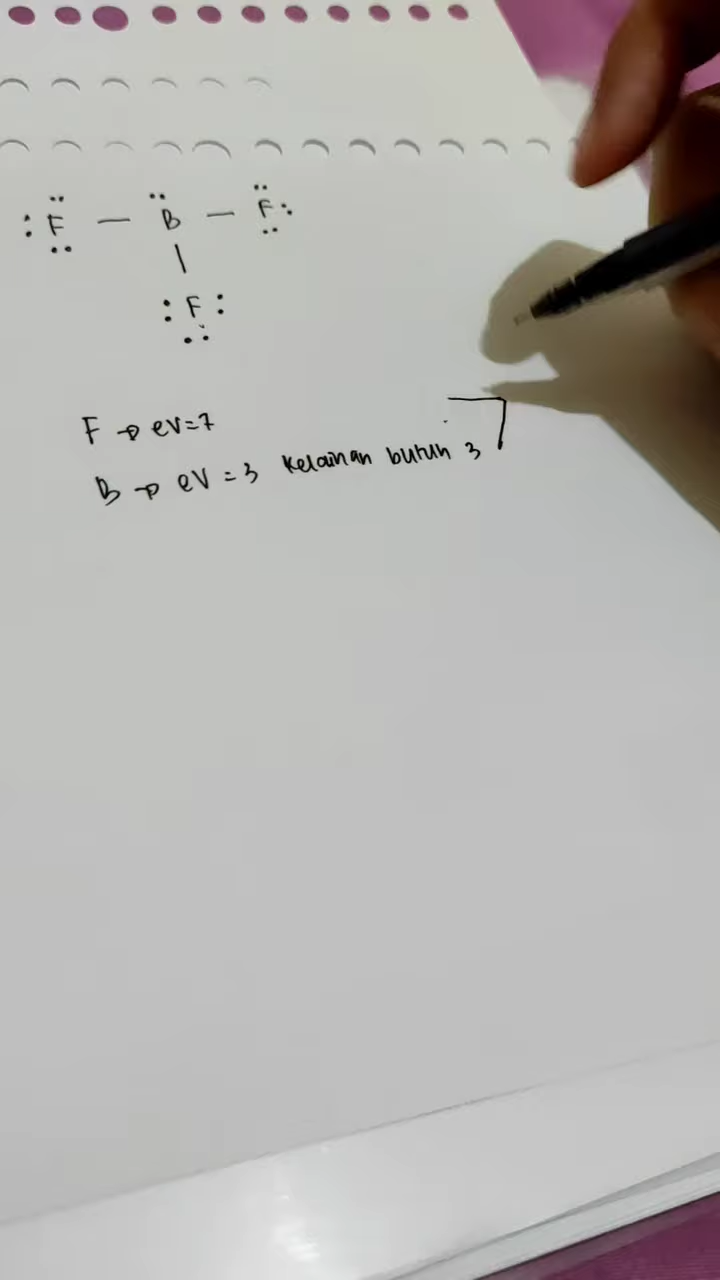 :F̤̈ — B̈ — F̤̈:
|
:F̤:
F → eV=7
B → eV = 3 Kelainan butuh 3